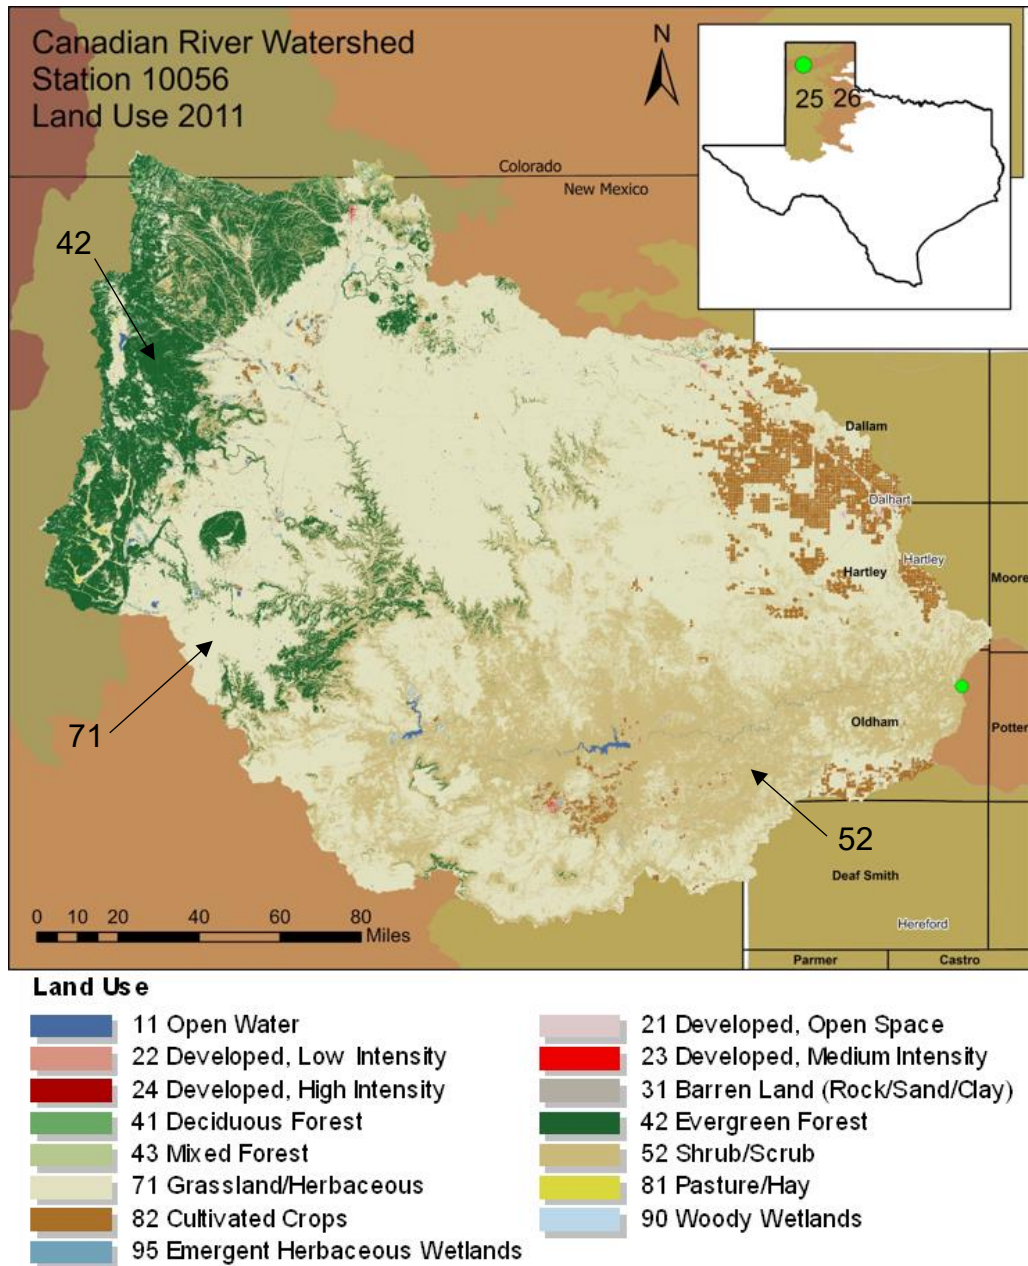 Canadian River Watershed
Station 10056
Land Use 2011
N
25 26
Colorado
New Mexico
42
Dallam
Dalhart
Hartley
Hartley
Moore
71
Oldham
Potter
52
Deaf Smith
Hereford
0 10 20 40 60 80
Miles
Parmer
Castro
Land Use
11 Open Water
21 Developed, Open Space
22 Developed, Low Intensity
23 Developed, Medium Intensity
24 Developed, High Intensity
31 Barren Land (Rock/Sand/Clay)
41 Deciduous Forest
42 Evergreen Forest
43 Mixed Forest
52 Shrub/Scrub
71 Grassland/Herbaceous
81 Pasture/Hay
82 Cultivated Crops
90 Woody Wetlands
95 Emergent Herbaceous Wetlands